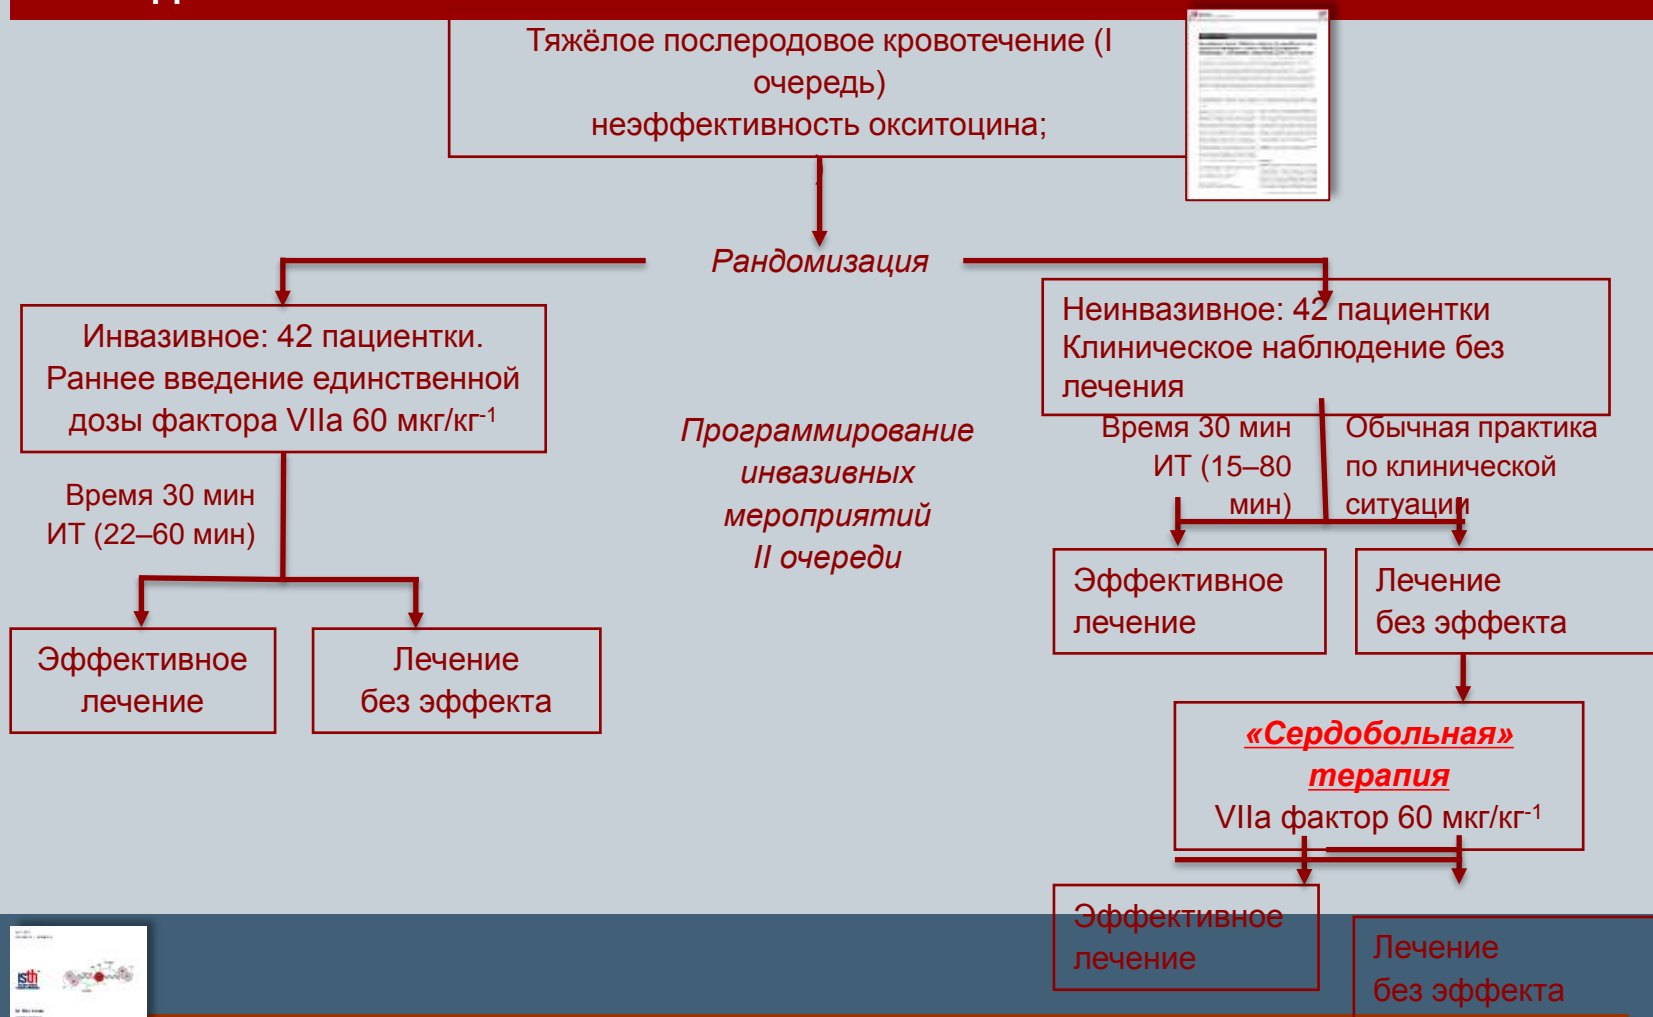 Тяжёлое послеродовое кровотечение (I
очередь)
неэффективность окситоцина;
)
Рандомизация
Инвазивное: 42 пациентки.
Раннее введение единственной
дозы фактора VIIa 60 мкг/кг⁻¹
Неинвазивное: 42 пациентки
Клиническое наблюдение без
лечения
Программирование
инвазивных
мероприятий
II очереди
Время 30 мин
ИТ (22–60 мин)
Время 30 мин
ИТ (15–80
мин)
Обычная практика
по клинической
ситуации
Эффективное
лечение
Лечение
без эффекта
Эффективное
лечение
Лечение
без эффекта
«Сердобольная»
терапия
VIIa фактор 60 мкг/кг⁻¹
Эффективное
лечение
Лечение
без эффекта
isth